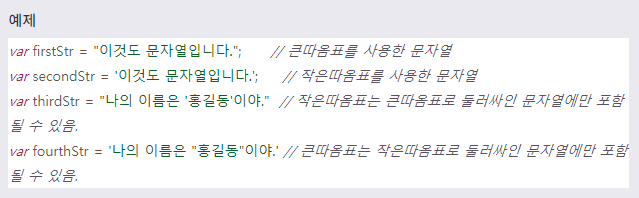 예제
var firstStr = "이것도 문자열입니다."; // 큰따옴표를 사용한 문자열
var secondStr = '이것도 문자열입니다.'; // 작은따옴표를 사용한 문자열
var thirdStr = "나의 이름은 '홍길동'이야." // 작은따옴표는 큰따옴표로 둘러싸인 문자열에만 포함
될 수 있음.
var fourthStr = '나의 이름은 "홍길동"이야.' // 큰따옴표는 작은따옴표로 둘러싸인 문자열에만 포함
될 수 있음.